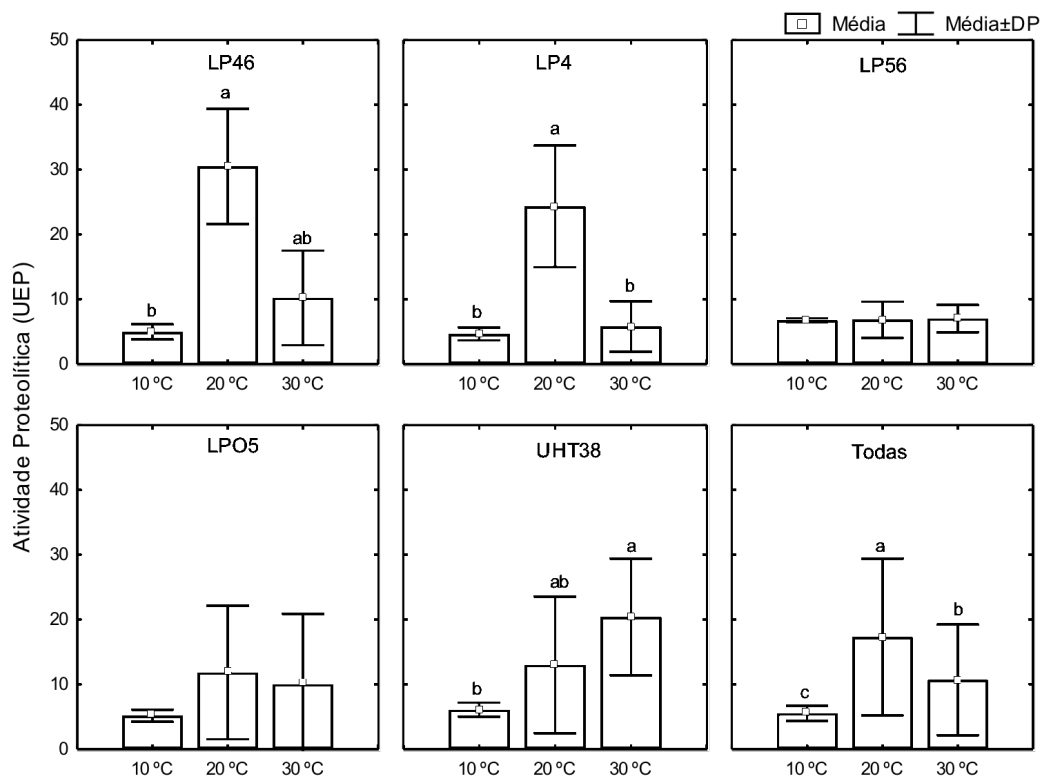 Média Média±DP
Atividade Proteolítica (UEP)
50
40
30
20
10
0
LP46
b
a
ab
10 ºC 20 ºC 30 ºC
LP4
b
a
b
10 ºC 20 ºC 30 ºC
LP56
10 ºC 20 ºC 30 ºC
50
40
30
20
10
0
LPO5
10 ºC 20 ºC 30 ºC
UHT38
b
ab
a
10 ºC 20 ºC 30 ºC
Todas
c
a
b
10 ºC 20 ºC 30 ºC